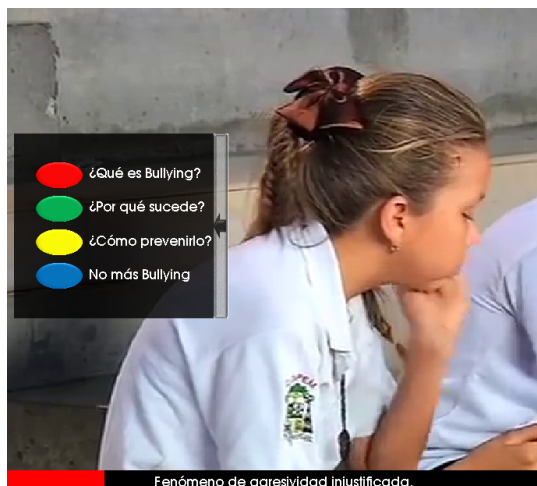 ¿Qué es Bullying?
¿Por qué sucede?
¿Cómo prevenirlo?
No más Bullying
Fenómeno de agresividad injustificada.